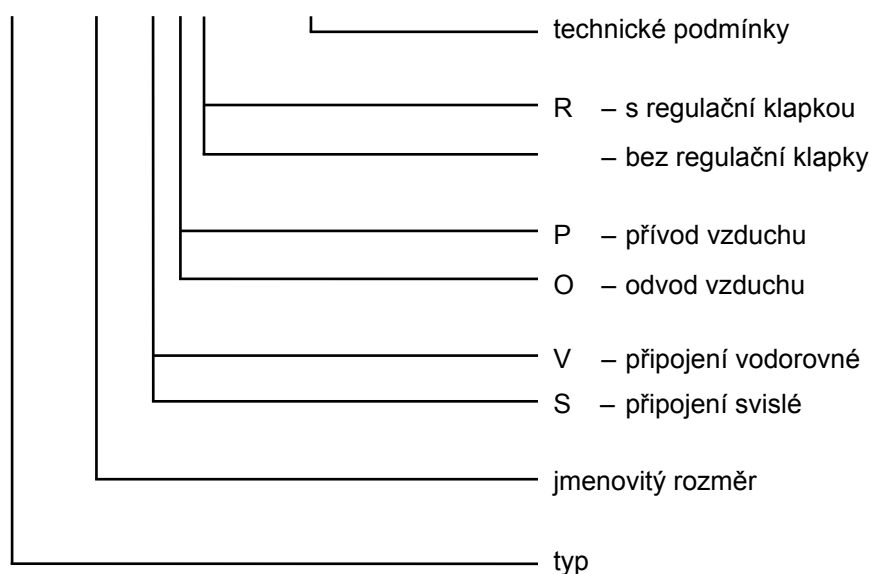 technické podmínky
R – s regulační klapkou
– bez regulační klapky
P – přívod vzduchu
O – odvod vzduchu
V – připojení vodorovné
S – připojení svislé
jmenovitý rozměr
typ